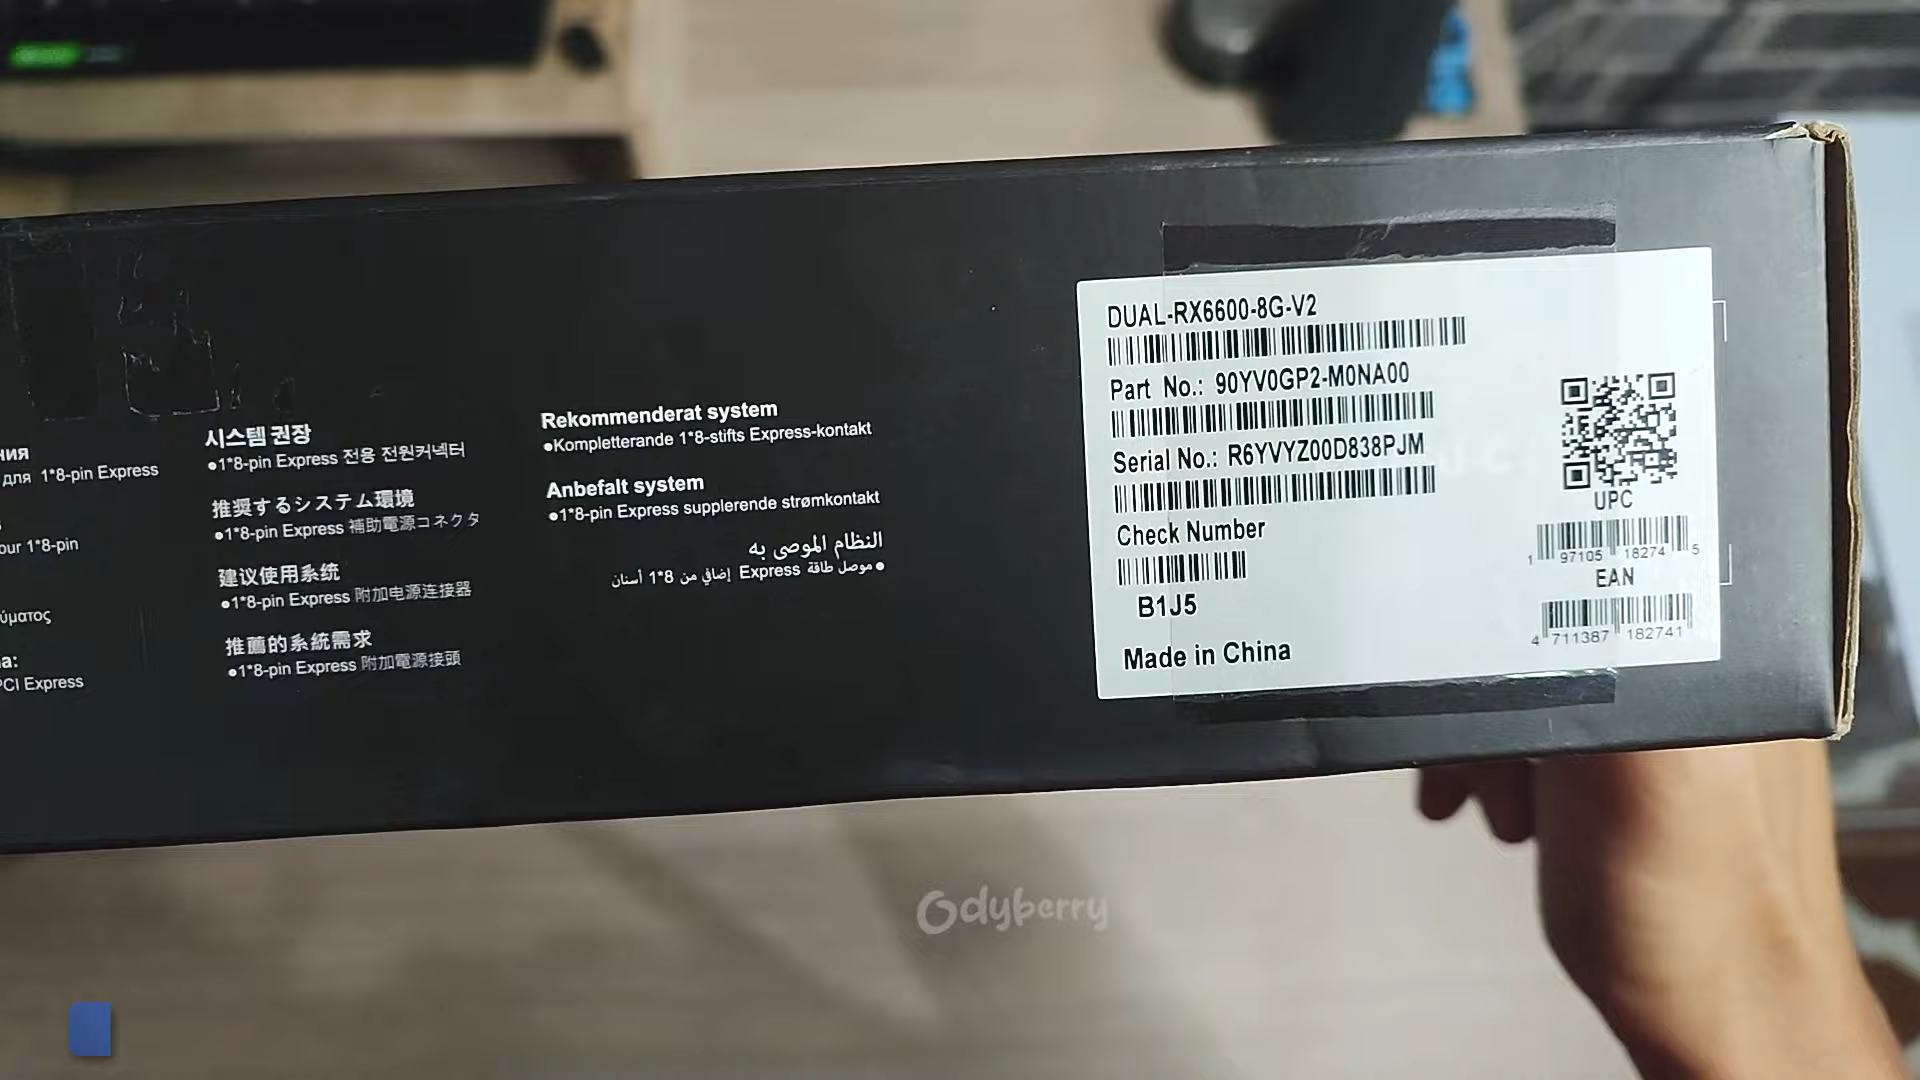 ния
для 1*8-pin Express
our 1*8-pin
ύματος
a:
PCI Express
시스템 권장
●1*8-pin Express 전용 전원커넥터
推奨するシステム環境
●1*8-pin Express 補助電源コネクタ
建议使用系统
●1*8-pin Express 附加电源连接器
推薦的系統需求
●1*8-pin Express 附加電源接頭
Rekommenderat system
●Kompletterande 1*8-stifts Express-kontakt
Anbefalt system
●1*8-pin Express supplerende strømkontakt
النظام الموصى به
● موصل طاقة Express إضافي من 8*1 أسنان
DUAL-RX6600-8G-V2
Part No.: 90YV0GP2-M0NA00
Serial No.: R6YVYZ00D838PJM
Check Number
B1J5
Made in China
UPC
1 97105 18274 5
EAN
4 711387 182741
Gdyberry